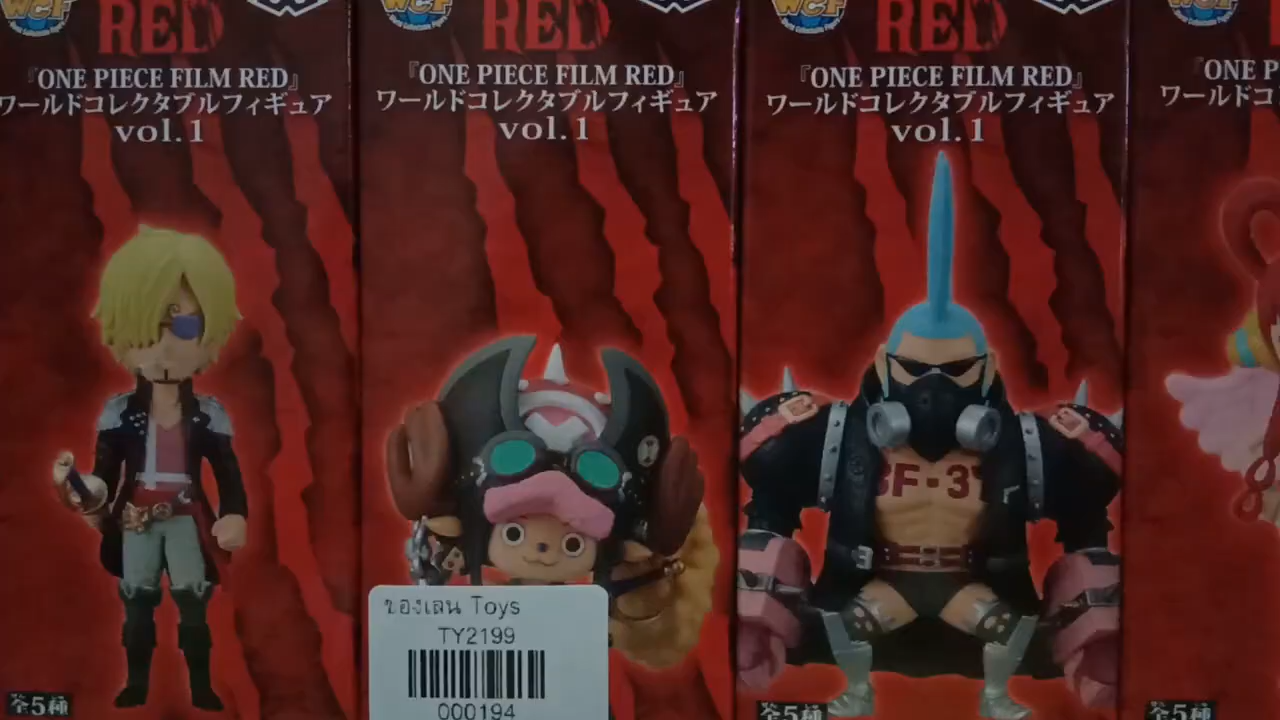 WCF
RED
『ONE PIECE FILM RED』
ワールドコレクタブルフィギュア
vol.1
全5種
WCF
RED
『ONE PIECE FILM RED』
ワールドコレクタブルフィギュア
vol.1
ของเล่น Toys
TY2199
000194
WCF
RED
『ONE PIECE FILM RED』
ワールドコレクタブルフィギュア
vol.1
BF-37
全5種
WCF
『ONE P
ワールドコ
全5種